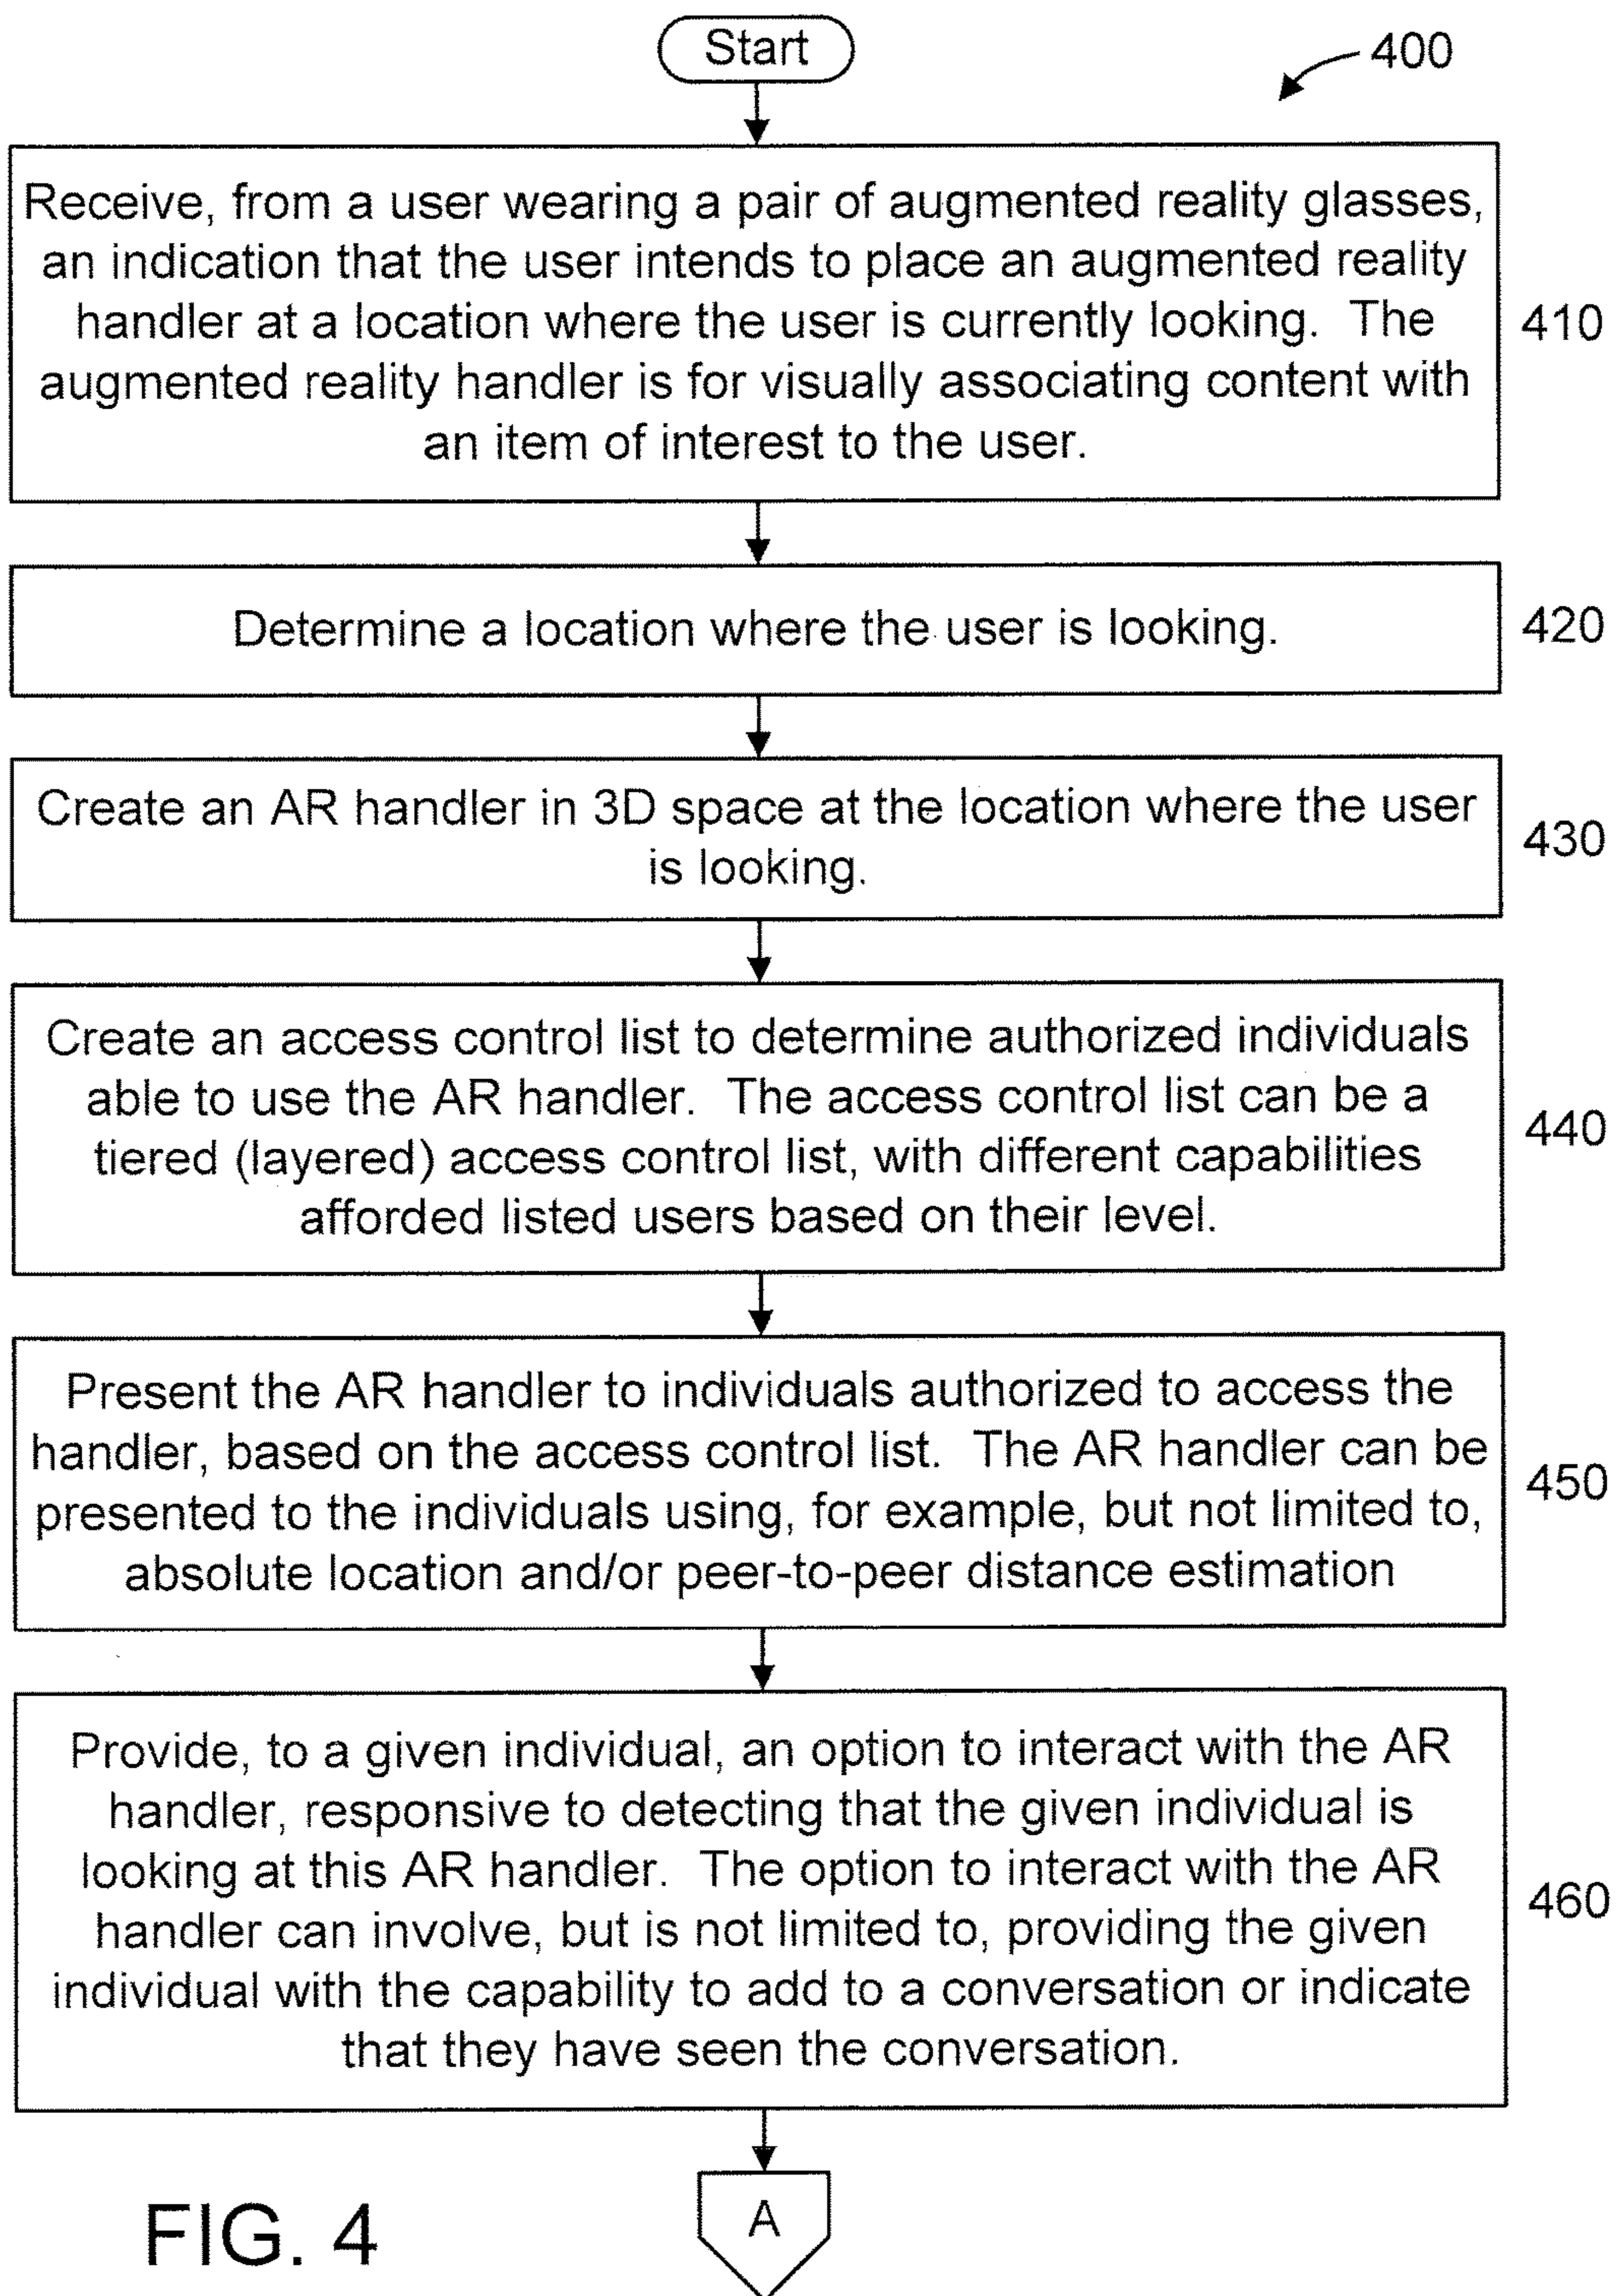 Start
400
Receive, from a user wearing a pair of augmented reality glasses,
an indication that the user intends to place an augmented reality
handler at a location where the user is currently looking. The
augmented reality handler is for visually associating content with
an item of interest to the user.
410
Determine a location where the user is looking.
420
Create an AR handler in 3D space at the location where the user
is looking.
430
Create an access control list to determine authorized individuals
able to use the AR handler. The access control list can be a
tiered (layered) access control list, with different capabilities
afforded listed users based on their level.
440
Present the AR handler to individuals authorized to access the
handler, based on the access control list. The AR handler can be
presented to the individuals using, for example, but not limited to,
absolute location and/or peer-to-peer distance estimation
450
Provide, to a given individual, an option to interact with the AR
handler, responsive to detecting that the given individual is
looking at this AR handler. The option to interact with the AR
handler can involve, but is not limited to, providing the given
individual with the capability to add to a conversation or indicate
that they have seen the conversation.
460
A
FIG. 4